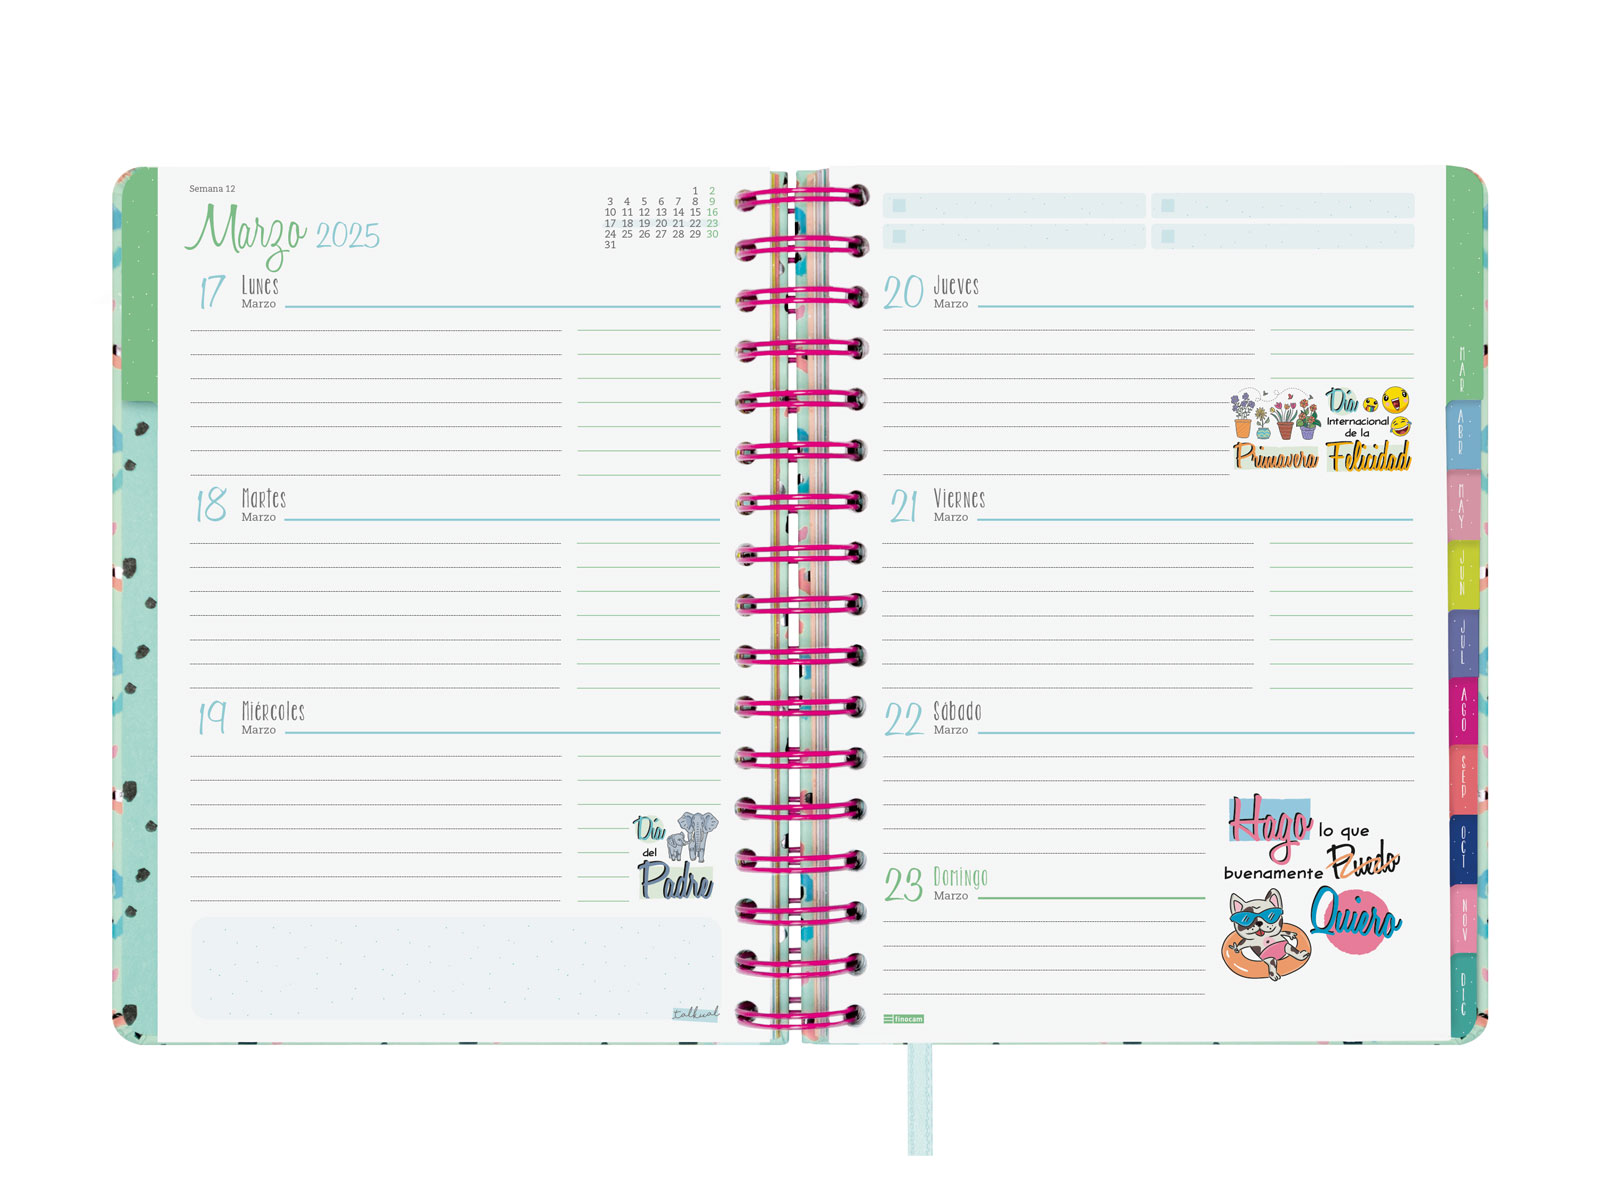 Semana 12
Marzo 2025
1 2
3 4 5 6 7 8 9
10 11 12 13 14 15 16
17 18 19 20 21 22 23
24 25 26 27 28 29 30
31
17 Lunes
Marzo
18 Martes
Marzo
19 Miércoles
Marzo
Día
del
Padre
talkual
20 Jueves
Marzo
Primavera
Día
Internacional
de la
Felicidad
21 Viernes
Marzo
22 Sábado
Marzo
Hago lo que
buenamente Puedo
Quiero
23 Domingo
Marzo
finocam
MAR
ABR
MAY
JUN
JUL
AGO
SEP
OCT
NOV
DIC